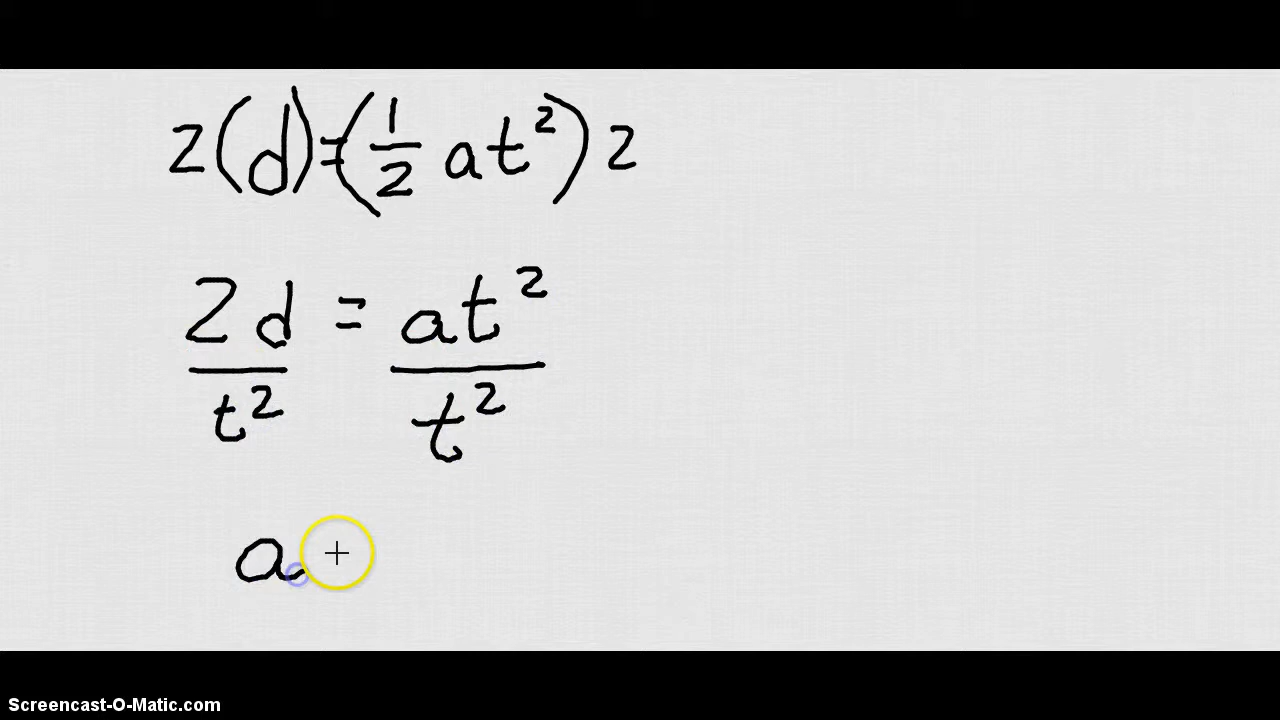 2(d)=(1/2 at²)2
2d/t² = at²/t²
a
Screencast-O-Matic.com